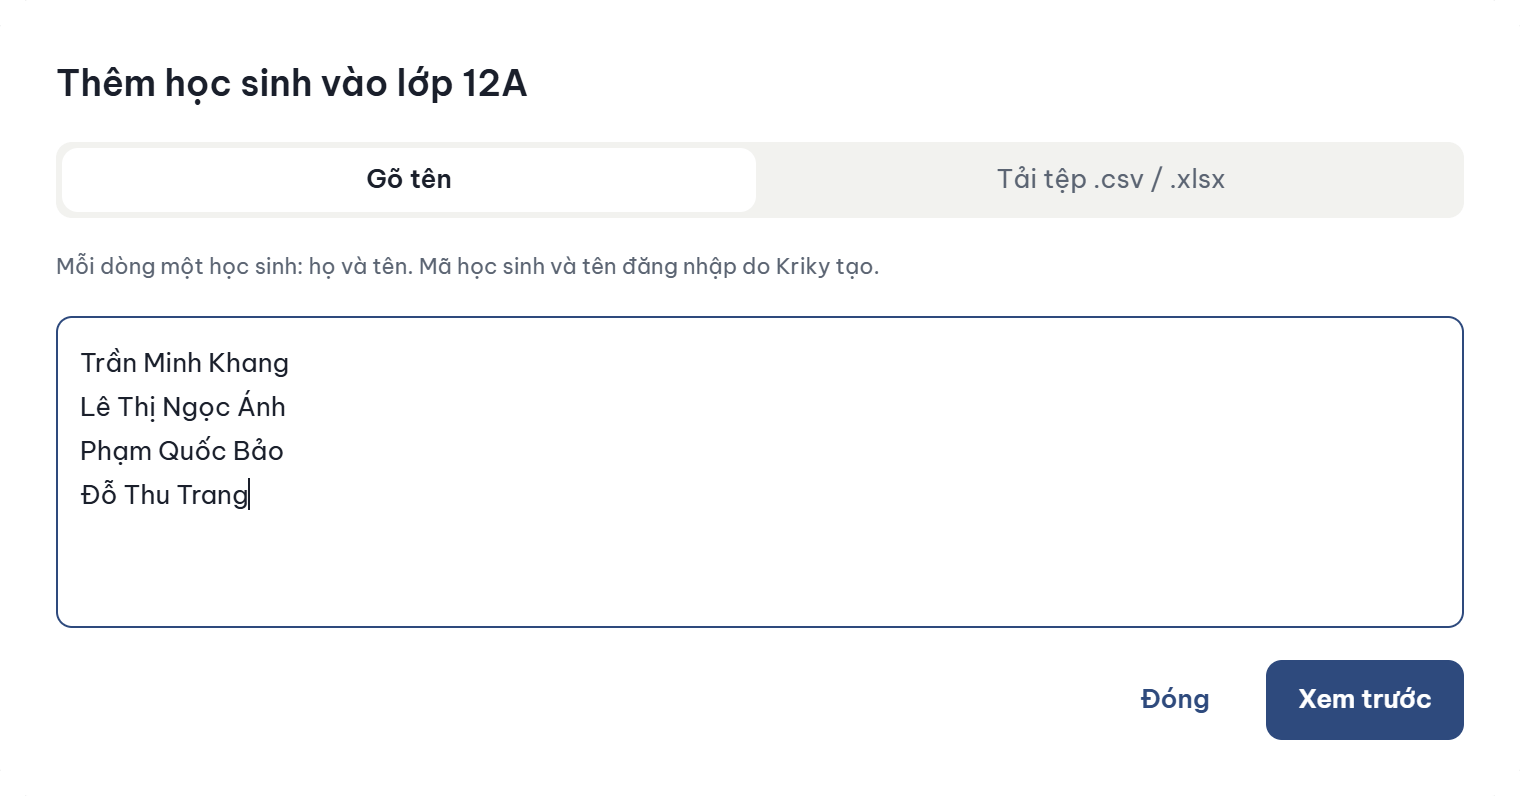 Thêm học sinh vào lớp 12A
Gõ tên
Tải tệp .csv / .xlsx
Mỗi dòng một học sinh: họ và tên. Mã học sinh và tên đăng nhập do Kriky tạo.
Trần Minh Khang
Lê Thị Ngọc Ánh
Phạm Quốc Bảo
Đỗ Thu Trang
Đóng
Xem trước